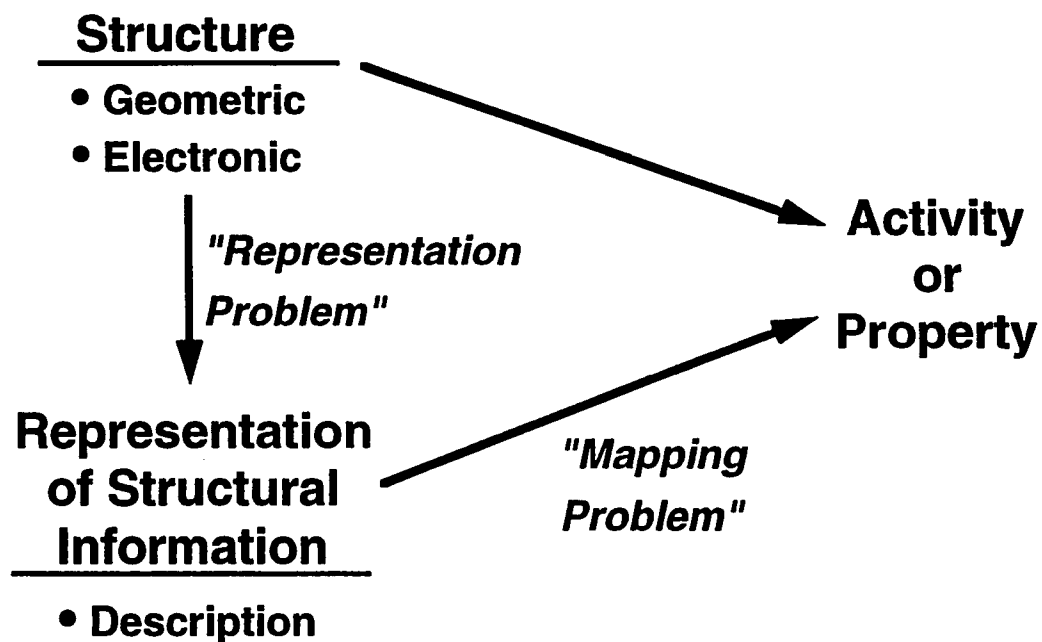 Structure
• Geometric
• Electronic
"Representation
Problem"
Activity
or
Property
Representation
of Structural
Information
• Description
"Mapping
Problem"